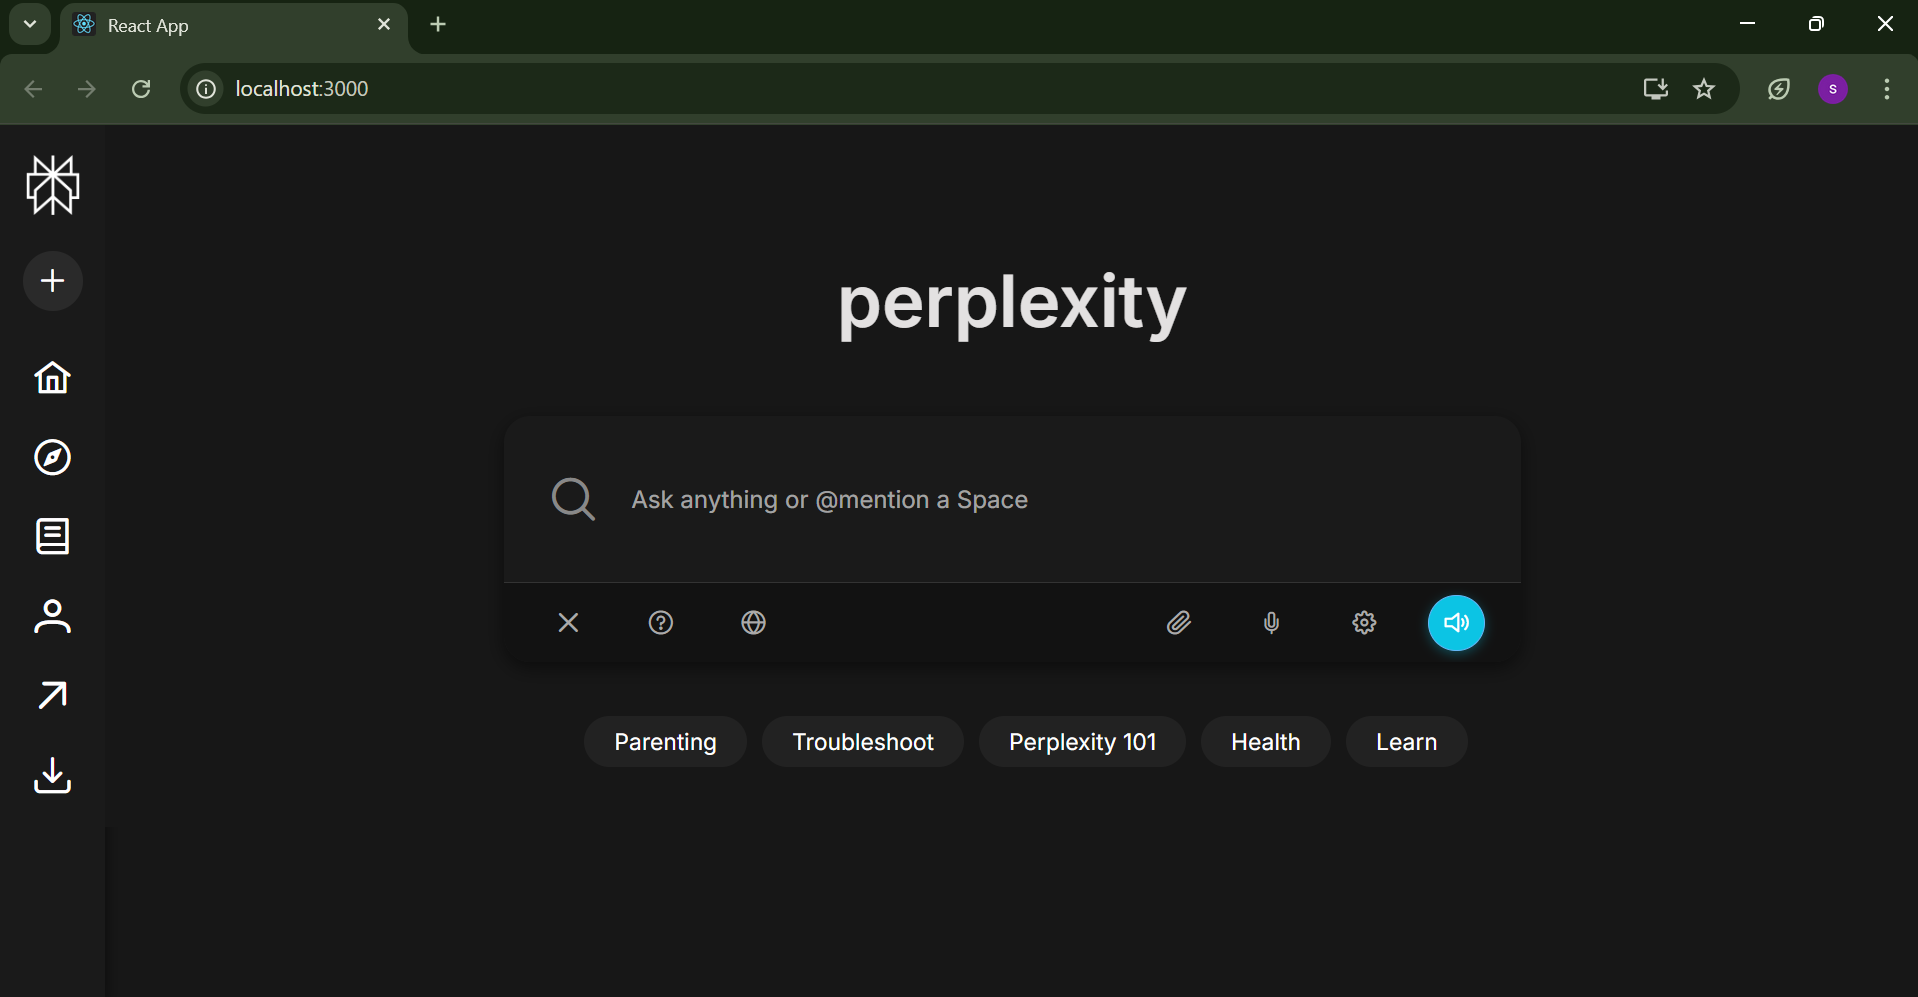 React App
localhost:3000
S
perplexity
Ask anything or @mention a Space
Parenting Troubleshoot Perplexity 101 Health Learn